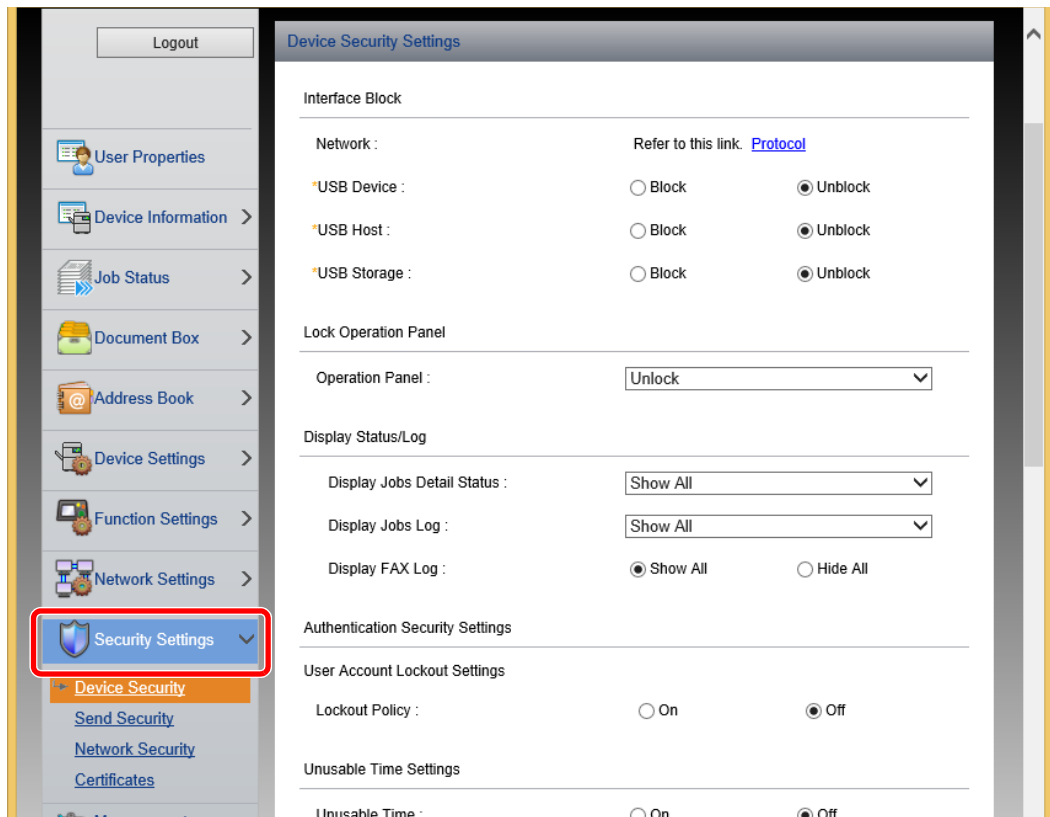 Logout
User Properties
Device Information
Job Status
Document Box
Address Book
Device Settings
Function Settings
Network Settings
Security Settings
Device Security
Send Security
Network Security
Certificates
Device Security Settings
Interface Block
Network : Refer to this link. Protocol
*USB Device : Block Unblock
*USB Host : Block Unblock
*USB Storage : Block Unblock
Lock Operation Panel
Operation Panel : Unlock
Display Status/Log
Display Jobs Detail Status : Show All
Display Jobs Log : Show All
Display FAX Log : Show All Hide All
Authentication Security Settings
User Account Lockout Settings
Lockout Policy : On Off
Unusable Time Settings
Unusable Time : On Off